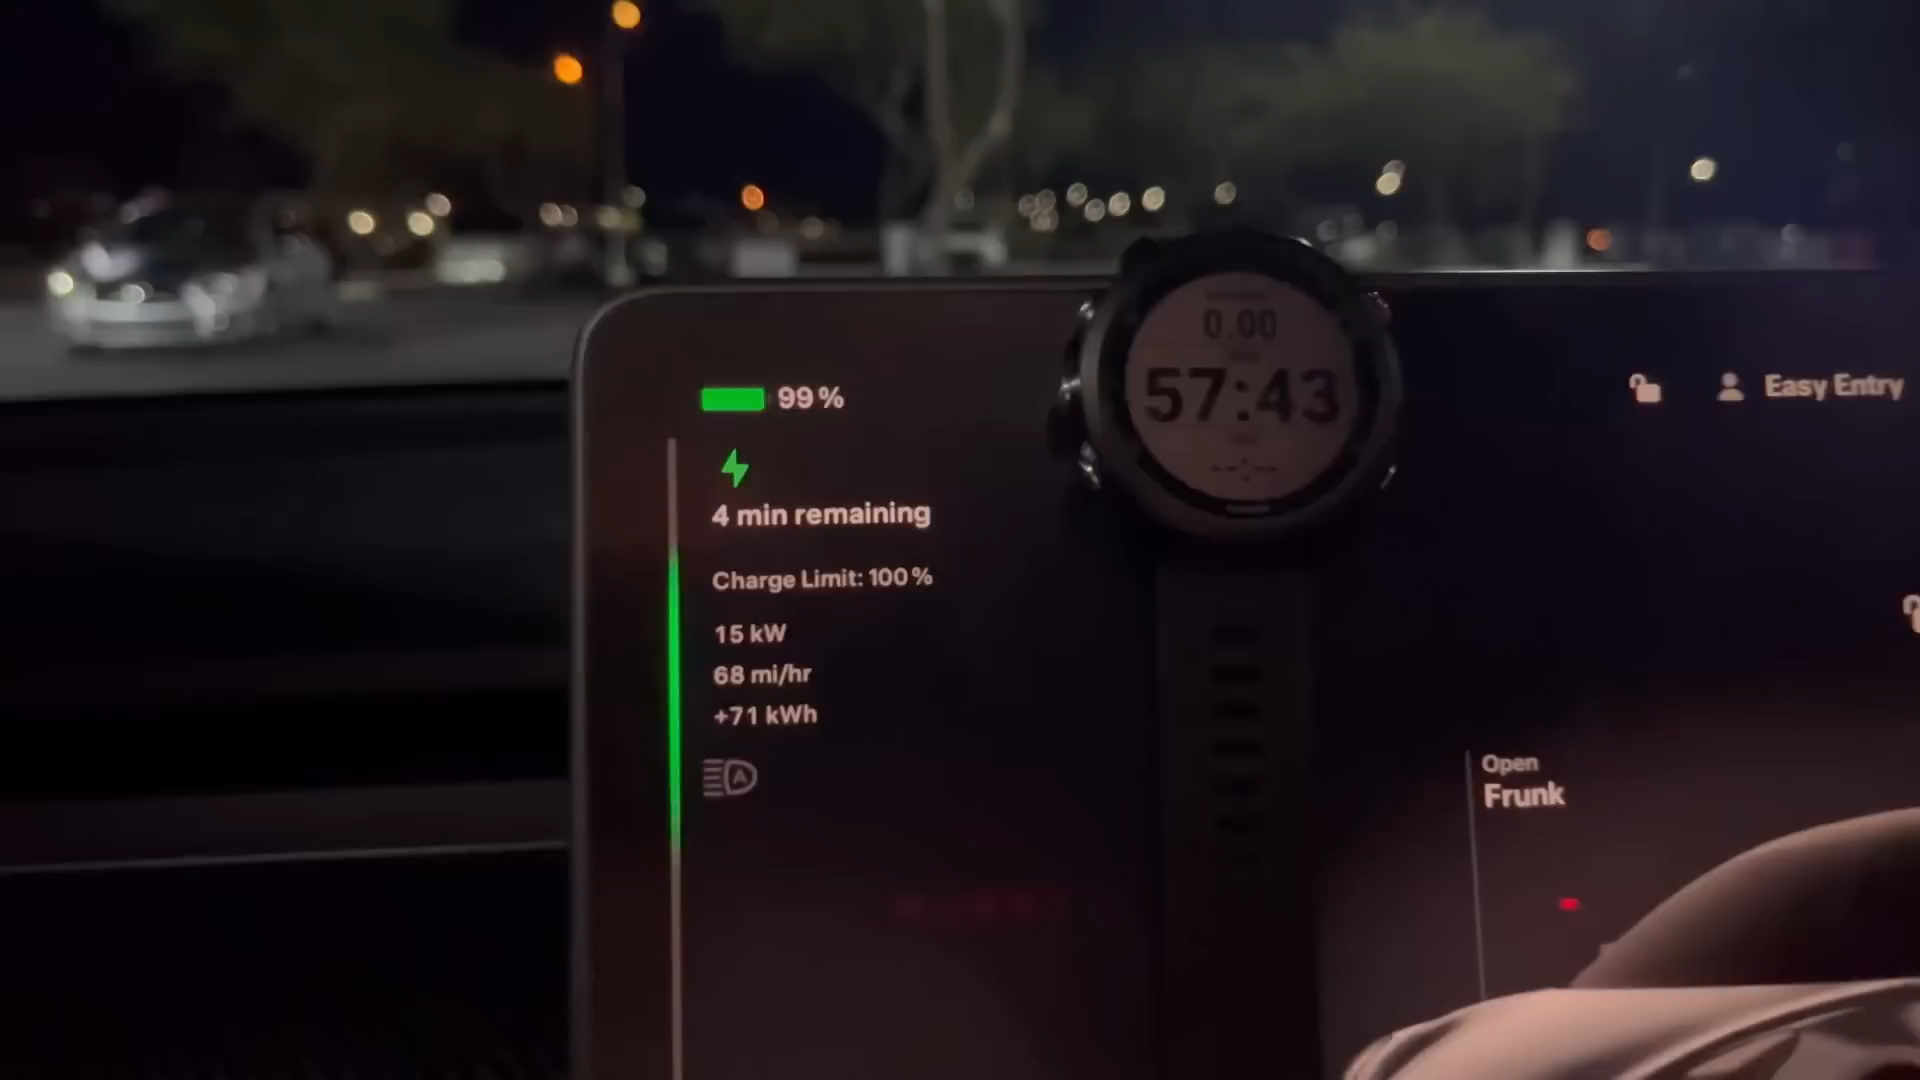 0.00
57:43
--:--
99%
Easy Entry
4 min remaining
Charge Limit: 100%
15 kW
68 mi/hr
+71 kWh
A
Open
Frunk